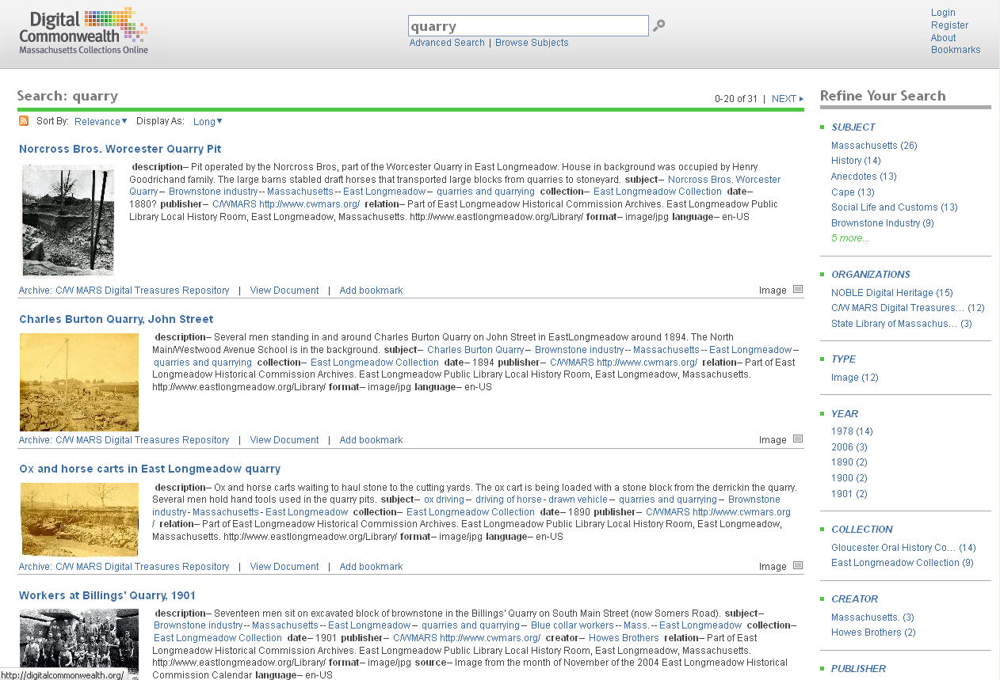 Digital
Commonwealth
Massachusetts Collections Online
quarry
Advanced Search | Browse Subjects
Login
Register
About
Bookmarks
Search: quarry
0-20 of 31 | NEXT
Sort By: Relevance Display As: Long
Norcross Bros. Worcester Quarry Pit
description– Pit operated by the Norcross Bros, part of the Worcester Quarry in East Longmeadow. House in background was occupied by Henry
Goodrichand family. The large barns stabled draft horses that transported large blocks from quarries to stoneyard. subject– Norcross Bros. Worcester
Quarry– Brownstone industry-- Massachusetts-- East Longmeadow– quarries and quarrying collection– East Longmeadow Collection date–
1880? publisher– C/WMARS http://www.cwmars.org/ relation– Part of East Longmeadow Historical Commission Archives. East Longmeadow Public
Library Local History Room, East Longmeadow, Massachusetts. http://www.eastlongmeadow.org/Library/ format– image/jpg language– en-US
Archive: C/W MARS Digital Treasures Repository | View Document | Add bookmark
Image
Charles Burton Quarry, John Street
description– Several men standing in and around Charles Burton Quarry on John Street in EastLongmeadow around 1894. The North
Main/Westwood Avenue School is in the background. subject– Charles Burton Quarry– Brownstone industry-- Massachusetts-- East Longmeadow–
quarries and quarrying collection– East Longmeadow Collection date– 1894 publisher– C/WMARS http://www.cwmars.org/ relation– Part of East
Longmeadow Historical Commission Archives. East Longmeadow Public Library Local History Room, East Longmeadow, Massachusetts.
http://www.eastlongmeadow.org/Library/ format– image/jpg language– en-US
Archive: C/W MARS Digital Treasures Repository | View Document | Add bookmark
Image
Ox and horse carts in East Longmeadow quarry
description– Ox and horse carts waiting to haul stone to the cutting yards. The ox cart is being loaded with a stone block from the derrickin the quarry.
Several men hold hand tools used in the quarry pits. subject– ox driving– driving of horse- drawn vehicle– quarries and quarrying– Brownstone
industry- Massachusetts- East Longmeadow collection– East Longmeadow Collection date– 1890 publisher– C/WMARS http://www.cwmars.org
/ relation– Part of East Longmeadow Historical Commission Archives. East Longmeadow Public Library Local History Room, East Longmeadow,
Massachusetts. http://www.eastlongmeadow.org/Library/ format– image/jpg language– en-US
Archive: C/W MARS Digital Treasures Repository | View Document | Add bookmark
Image
Workers at Billings' Quarry, 1901
description– Seventeen men sit on excavated block of brownstone in the Billings' Quarry on South Main Street (now Somers Road). subject–
Brownstone industry-- Massachusetts-- East Longmeadow– quarries and quarrying– Blue collar workers-- Mass.-- East Longmeadow collection–
East Longmeadow Collection date– 1901 publisher– C/WMARS http://www.cwmars.org/ creator– Howes Brothers relation– Part of East
Longmeadow Historical Commission Archives. East Longmeadow Public Library Local History Room, East Longmeadow, Massachusetts.
http://www.eastlongmeadow.org/Library/ format– image/jpg source– Image from the month of November of the 2004 East Longmeadow Historical
Commission Calendar language– en-US
http://digitalcommonwealth.org/
Refine Your Search
SUBJECT
Massachusetts (26)
History (14)
Anecdotes (13)
Cape (13)
Social Life and Customs (13)
Brownstone Industry (9)
5 more...
ORGANIZATIONS
NOBLE Digital Heritage (15)
C/W MARS Digital Treasures... (12)
State Library of Massachus... (3)
TYPE
Image (12)
YEAR
1978 (14)
2006 (3)
1890 (2)
1900 (2)
1901 (2)
COLLECTION
Gloucester Oral History Co... (14)
East Longmeadow Collection (9)
CREATOR
Massachusetts. (3)
Howes Brothers (2)
PUBLISHER